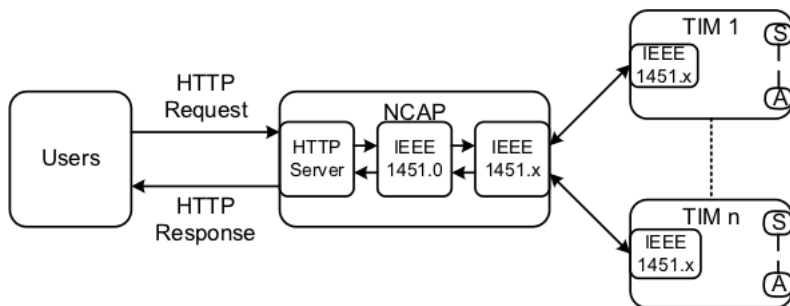 Users
HTTP
Request
HTTP
Response
NCAP
HTTP
Server
IEEE
1451.0
IEEE
1451.x
TIM 1
IEEE
1451.x
S
A
TIM n
IEEE
1451.x
S
A